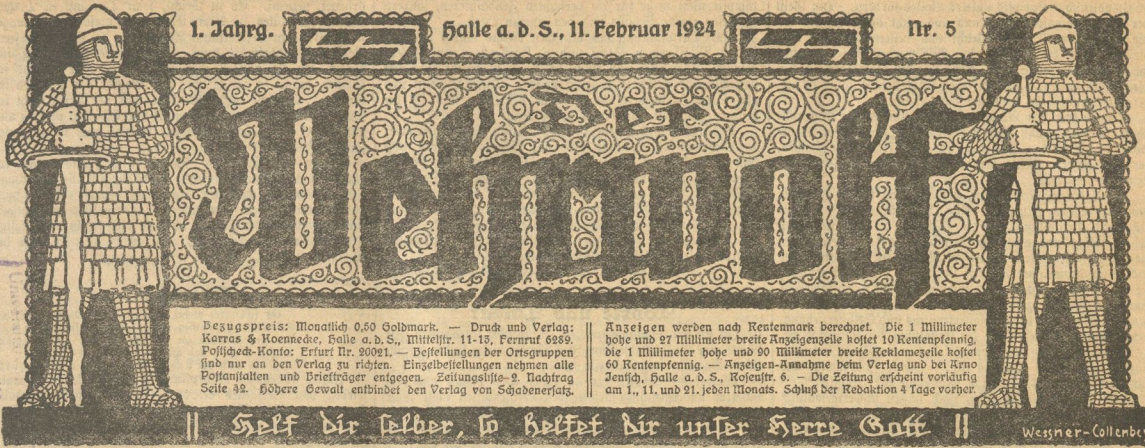 1. Jahrg.
Halle a. d. S., 11. Februar 1924
Nr. 5
Der
Wehrwolf
Bezugspreis: Monatlich 0,50 Goldmark. — Druck und Verlag:
Karras & Koennecke, Halle a. d. S., Mittelstr. 11-13, Fernruf 6239.
Postscheck-Konto: Erfurt Nr. 20021. — Bestellungen der Ortsgruppen
sind nur an den Verlag zu richten. Einzelbestellungen nehmen alle
Postanstalten und Briefträger entgegen. Zeitungsliste 2. Nachtrag
Seite 42. Höhere Gewalt entbindet den Verlag von Schadenersatz.
Anzeigen werden nach Rentenmark berechnet. Die 1 Millimeter
hohe und 27 Millimeter breite Anzeigenzeile kostet 10 Rentenpfennig,
die 1 Millimeter hohe und 90 Millimeter breite Reklamezeile kostet
60 Rentenpfennig. — Anzeigen-Annahme beim Verlag und bei Arno
Jentsch, Halle a. d. S., Rosenstr. 6. — Die Zeitung erscheint vorläufig
am 1., 11. und 21. jeden Monats. Schluß der Redaktion 4 Tage vorher.
Helf dir selber, so helfet dir unser Herre Gott
Wessner-Collenbey